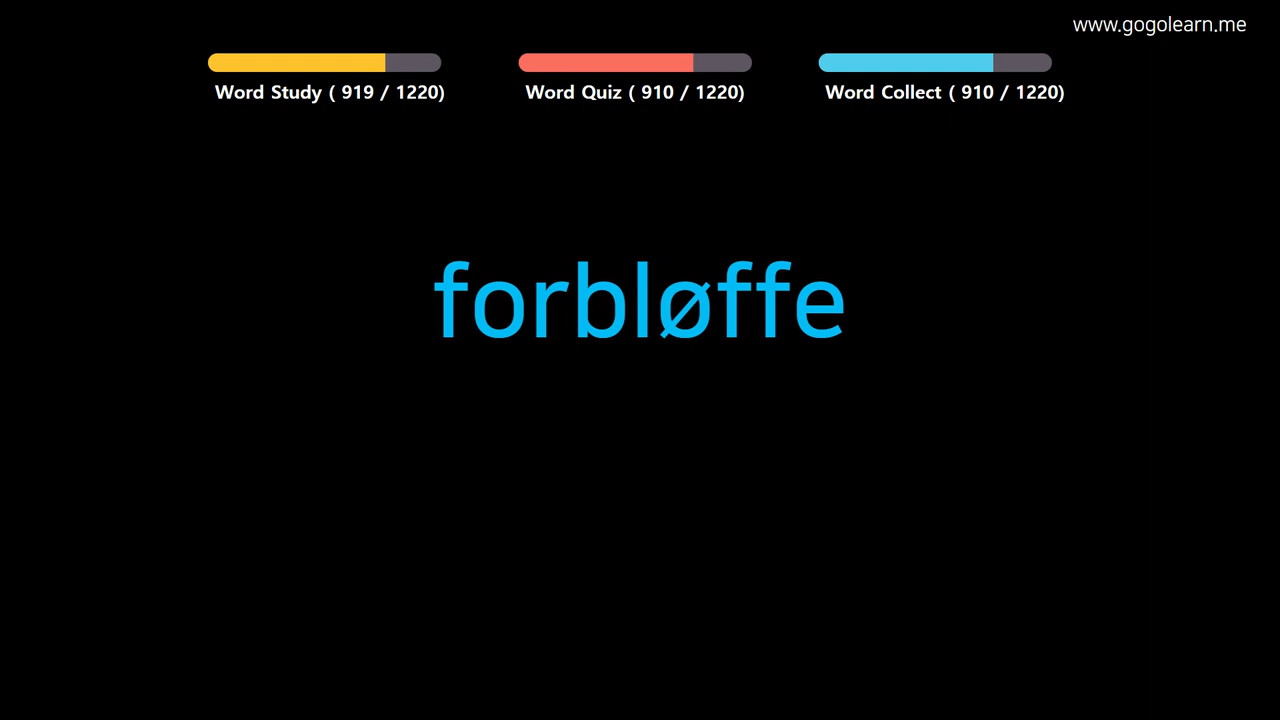 www.gogolearn.me
Word Study ( 919 / 1220)
Word Quiz ( 910 / 1220)
Word Collect ( 910 / 1220)
forbløffe